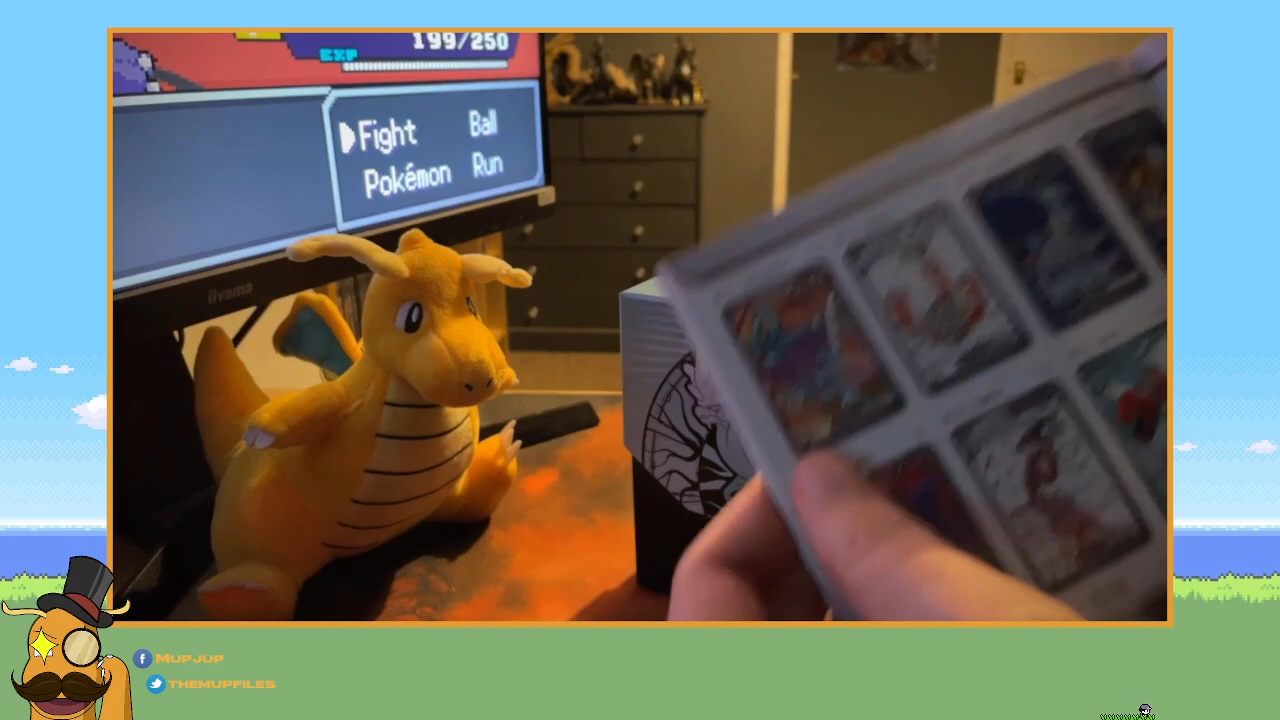 199/250
EXP
Fight Ball
Pokémon Run
iiyama
MUPJUP
THEMUPFILES